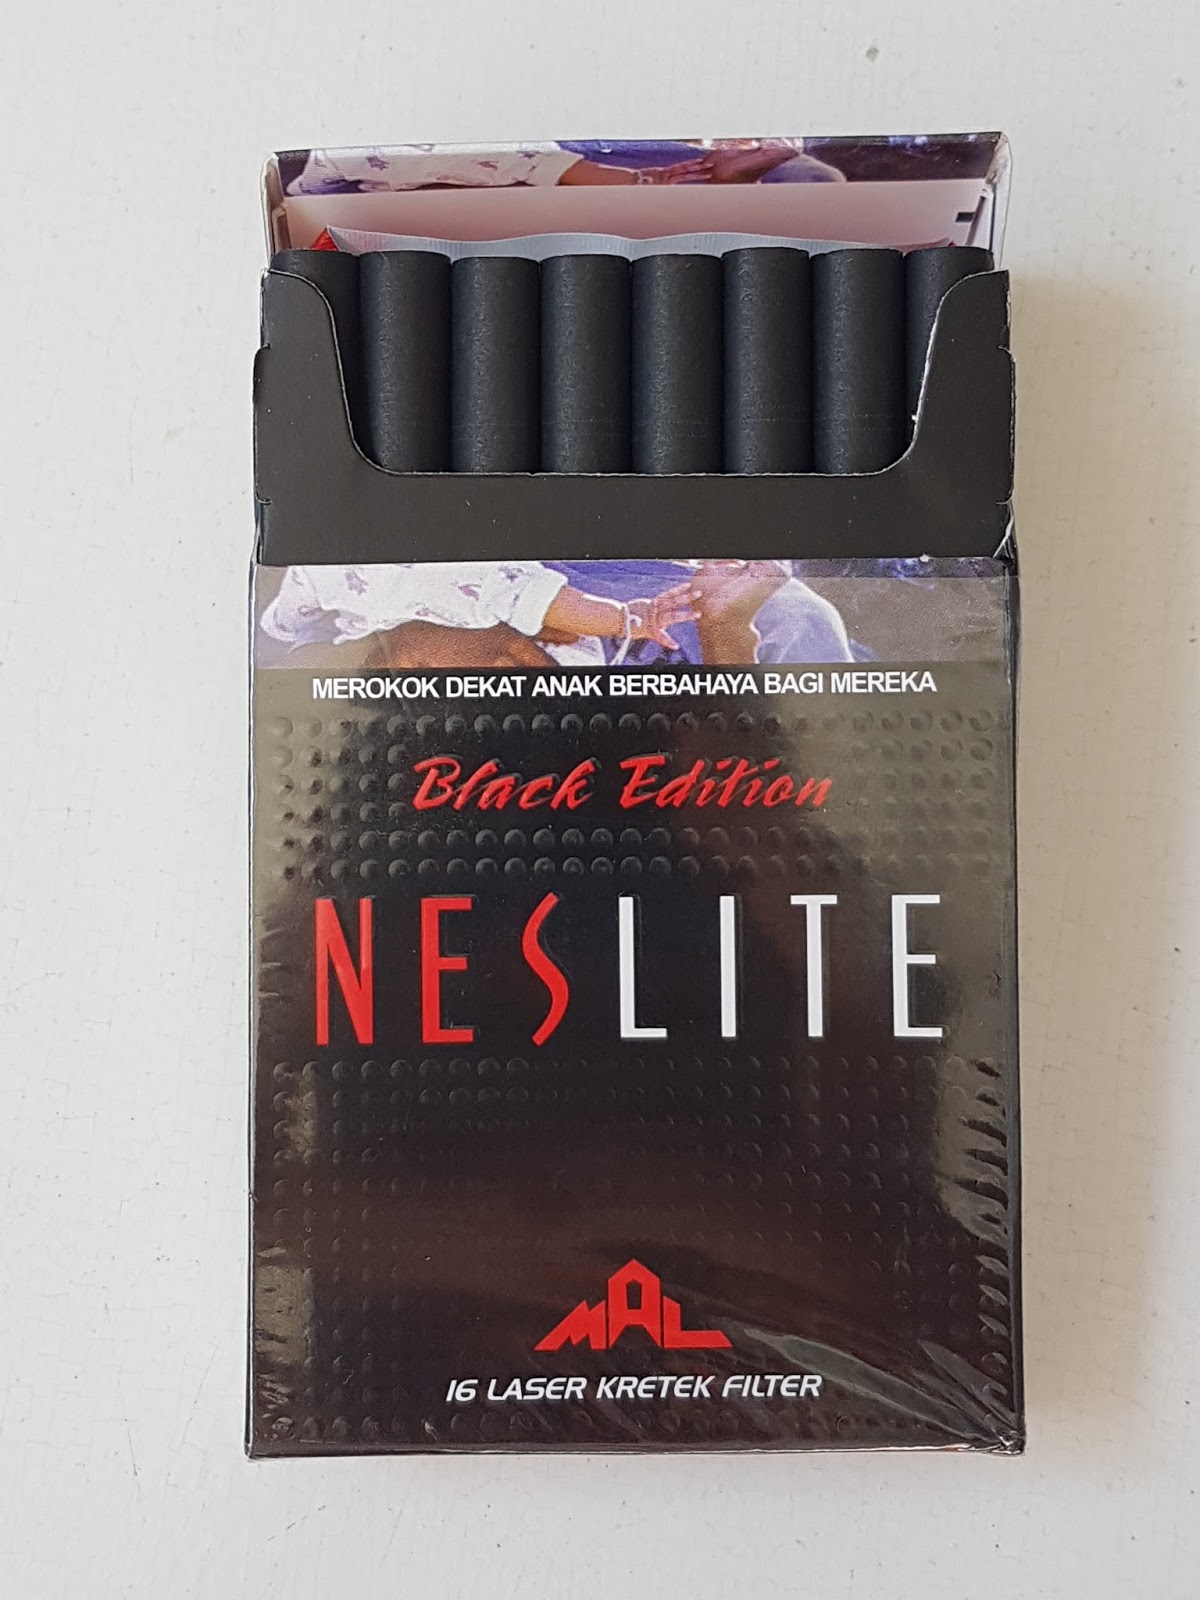 MEROKOK DEKAT ANAK BERBAHAYA BAGI MEREKA
Black Edition
NESLITE
MAL
16 LASER KRETEK FILTER